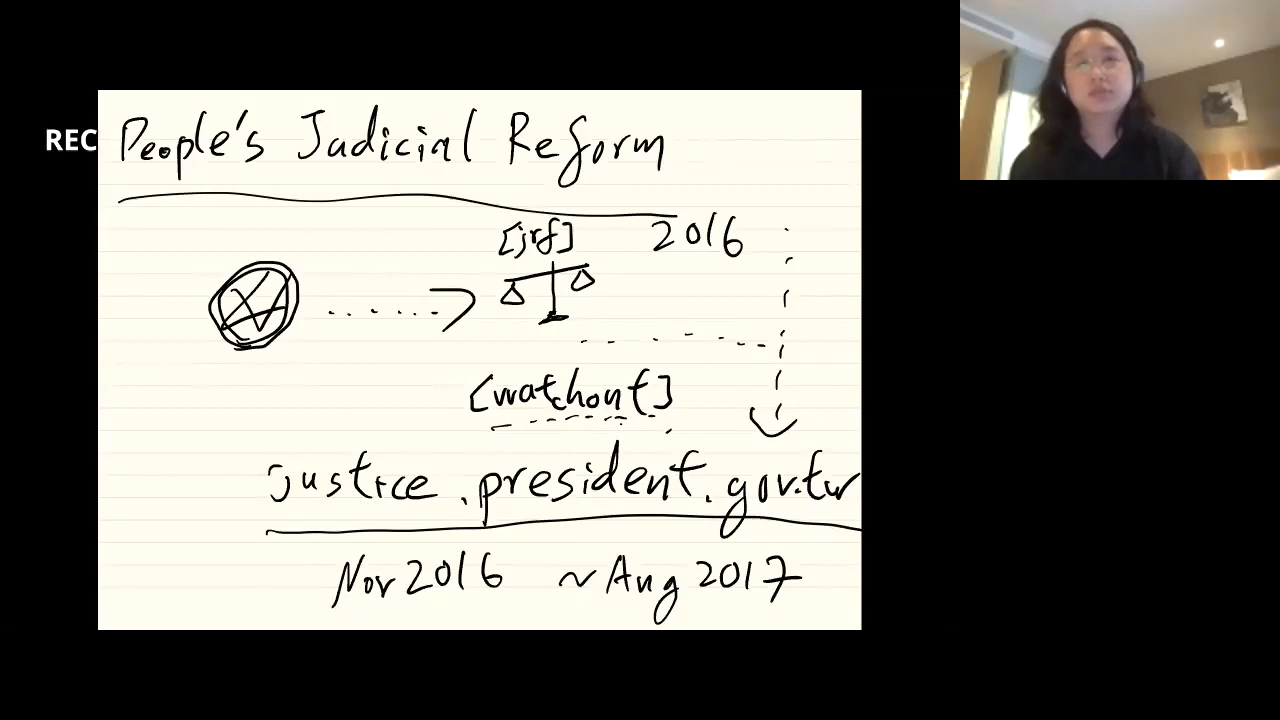 REC
People's Judicial Reform
[jrf] 2016
[watchout]
justice.president.gov.tw
Nov 2016 ~ Aug 2017